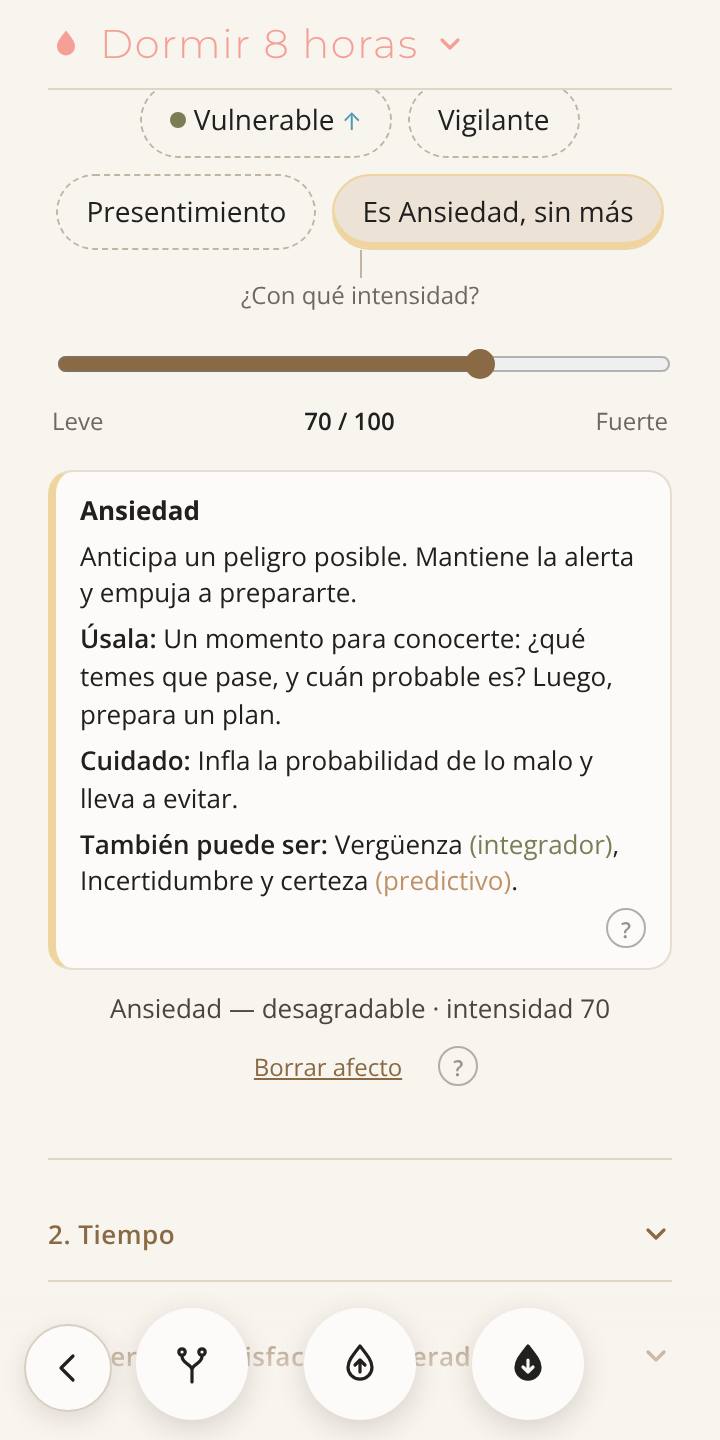 Dormir 8 horas
Vulnerable ↑
Vigilante
Presentimiento
Es Ansiedad, sin más
¿Con qué intensidad?
Leve
70 / 100
Fuerte
Ansiedad
Anticipa un peligro posible. Mantiene la alerta
y empuja a prepararte.
Úsala: Un momento para conocerte: ¿qué
temes que pase, y cuán probable es? Luego,
prepara un plan.
Cuidado: Infla la probabilidad de lo malo y
lleva a evitar.
También puede ser: Vergüenza (integrador),
Incertidumbre y certeza (predictivo).
?
Ansiedad — desagradable · intensidad 70
Borrar afecto
?
2. Tiempo